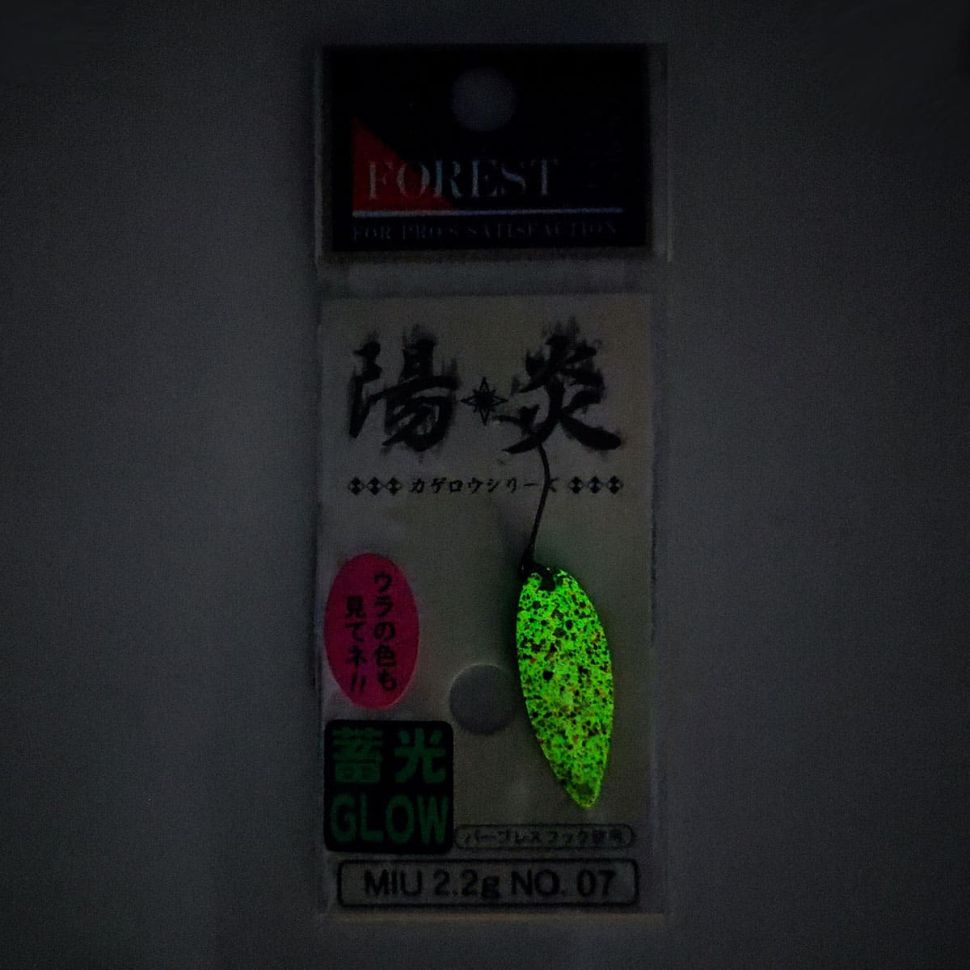 FOREST
FOR PRO'S SATISFACTION
陽炎
カゲロウシリーズ
ウラの色も
見てネ!!
蓄光
GLOW
バーブレスフック使用
MIU 2.2g NO. 07